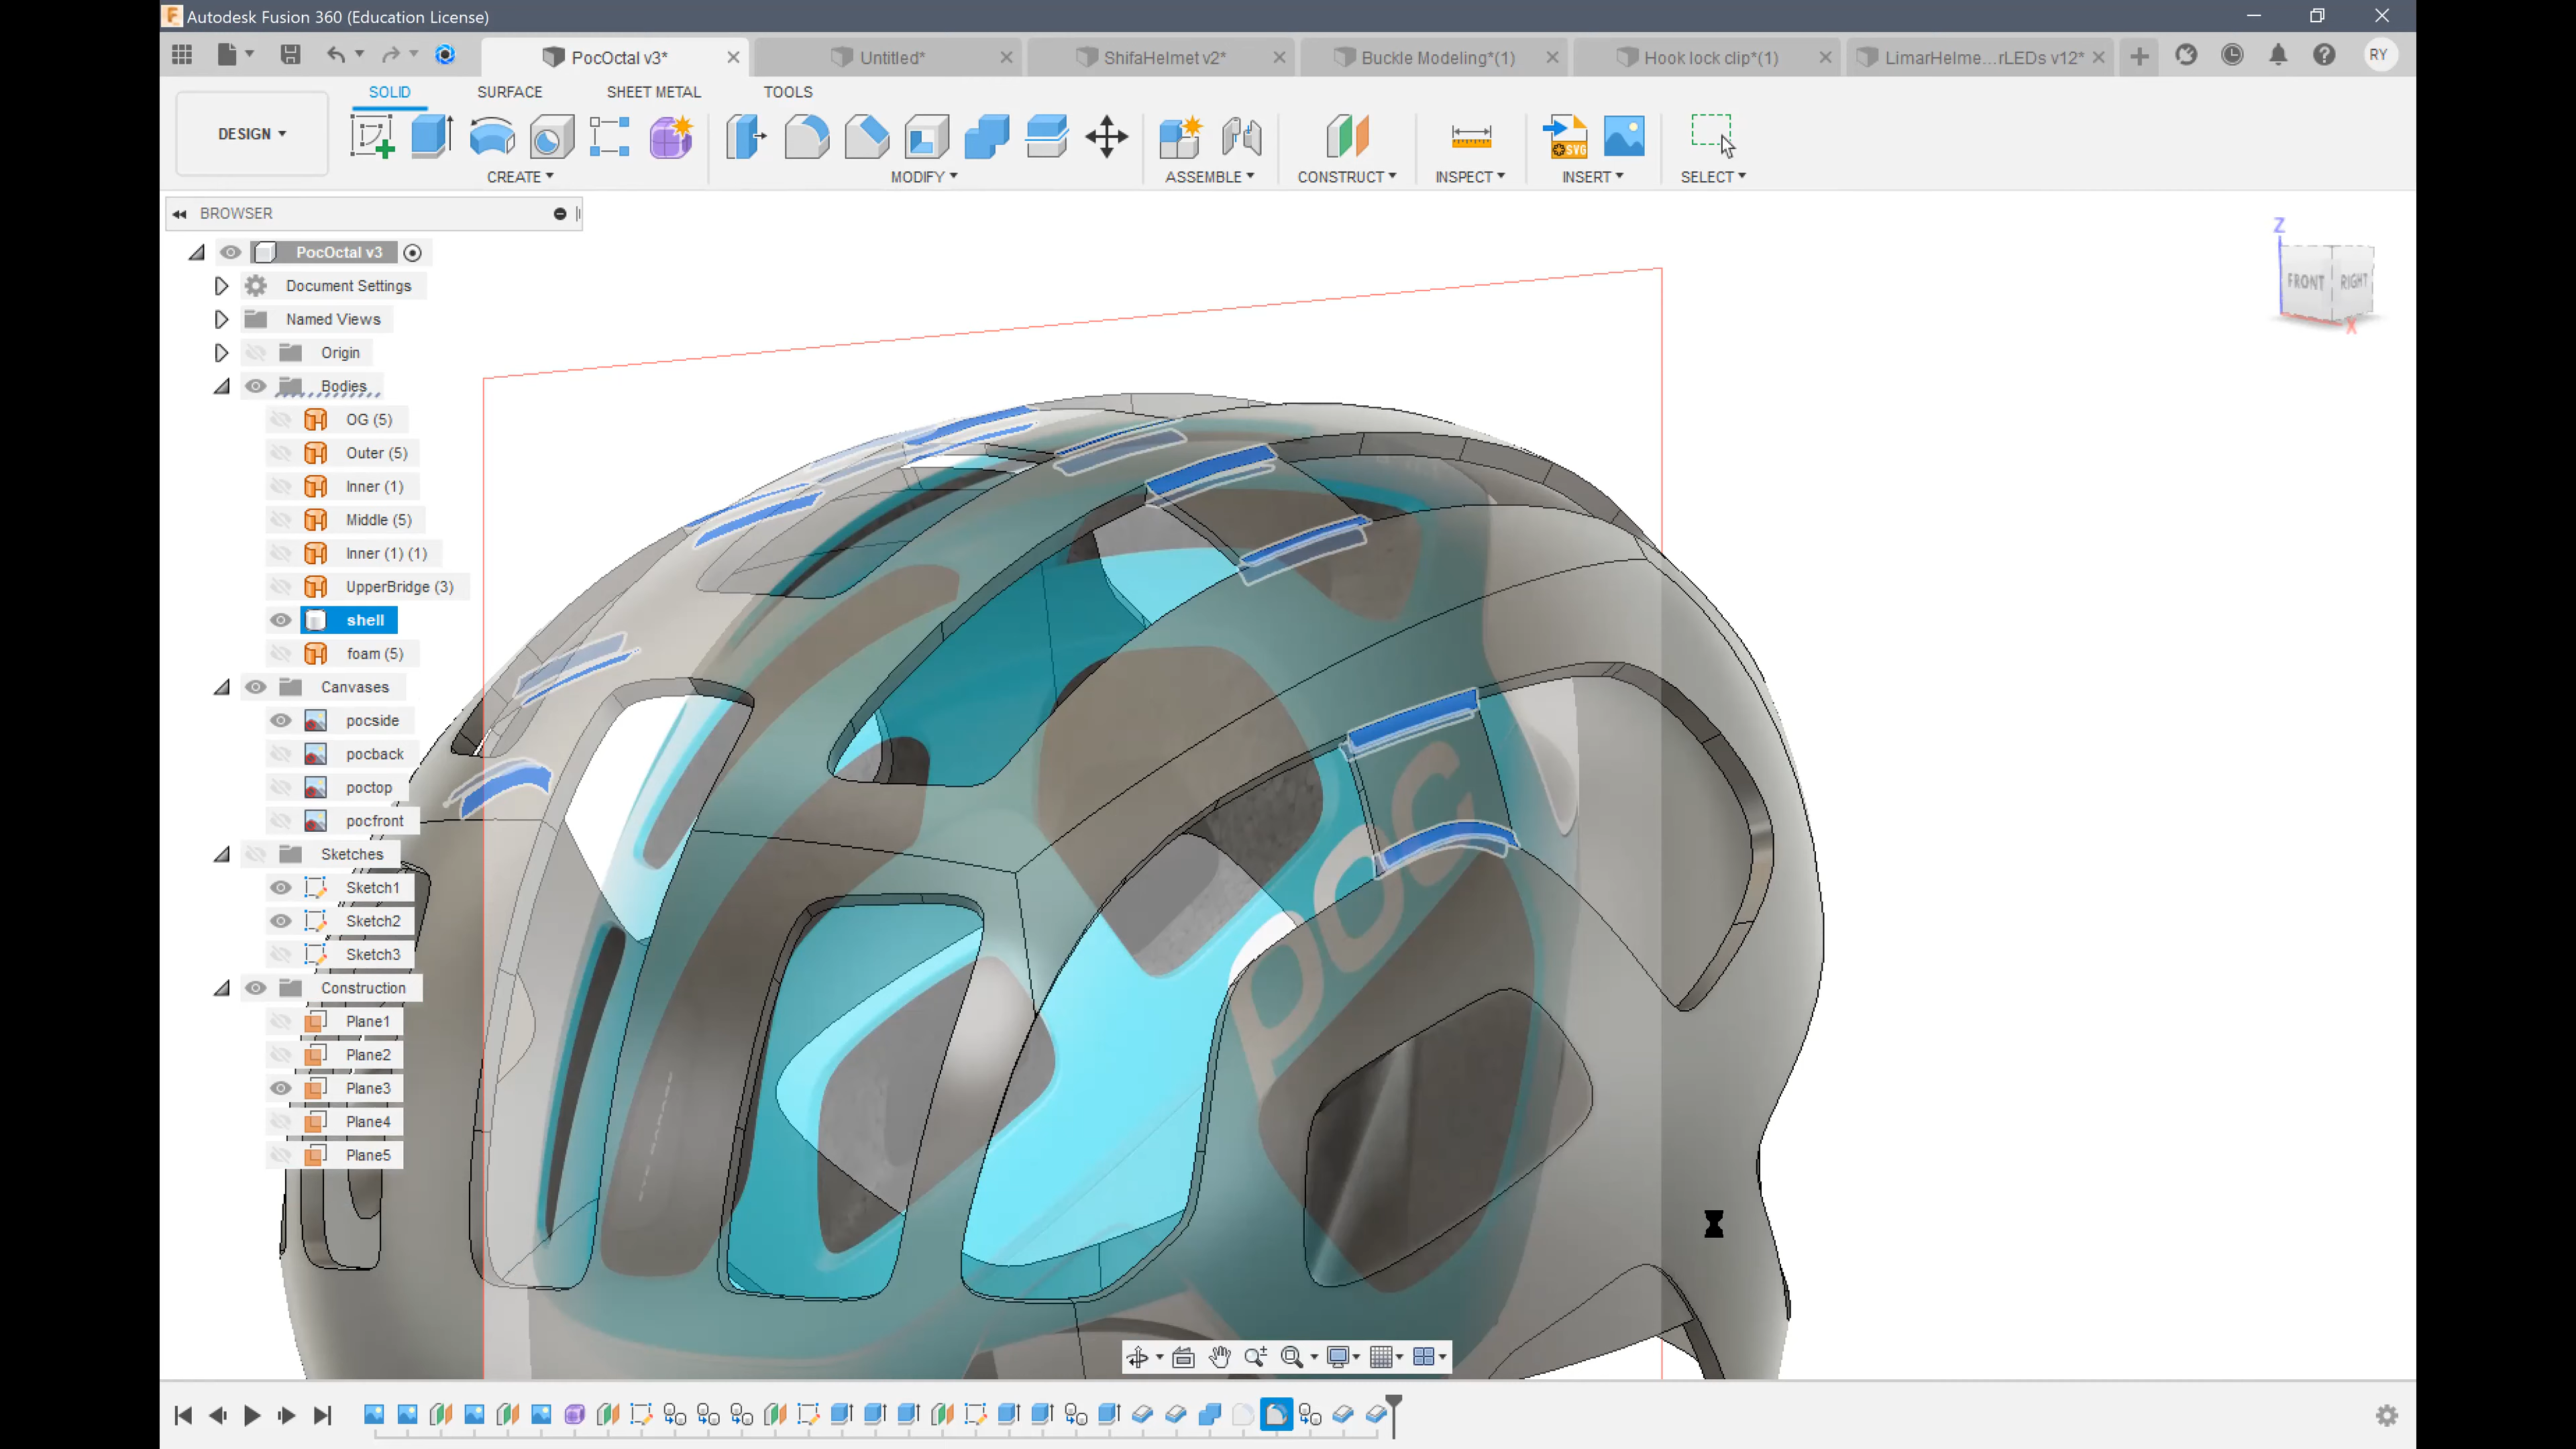 Autodesk Fusion 360 (Education License)
PocOctal v3*
Untitled*
ShifaHelmet v2*
Buckle Modeling*(1)
Hook lock clip*(1)
LimarHelme...rLEDs v12*
RY
SOLID
SURFACE
SHEET METAL
TOOLS
DESIGN
CREATE
MODIFY
ASSEMBLE
CONSTRUCT
INSPECT
SVG
INSERT
SELECT
BROWSER
PocOctal v3
Document Settings
Named Views
Origin
Bodies
OG (5)
Outer (5)
Inner (1)
Middle (5)
Inner (1) (1)
UpperBridge (3)
shell
foam (5)
Canvases
pocside
pocback
poctop
pocfront
Sketches
Sketch1
Sketch2
Sketch3
Construction
Plane1
Plane2
Plane3
Plane4
Plane5
Z
FRONT
RIGHT
X
poc